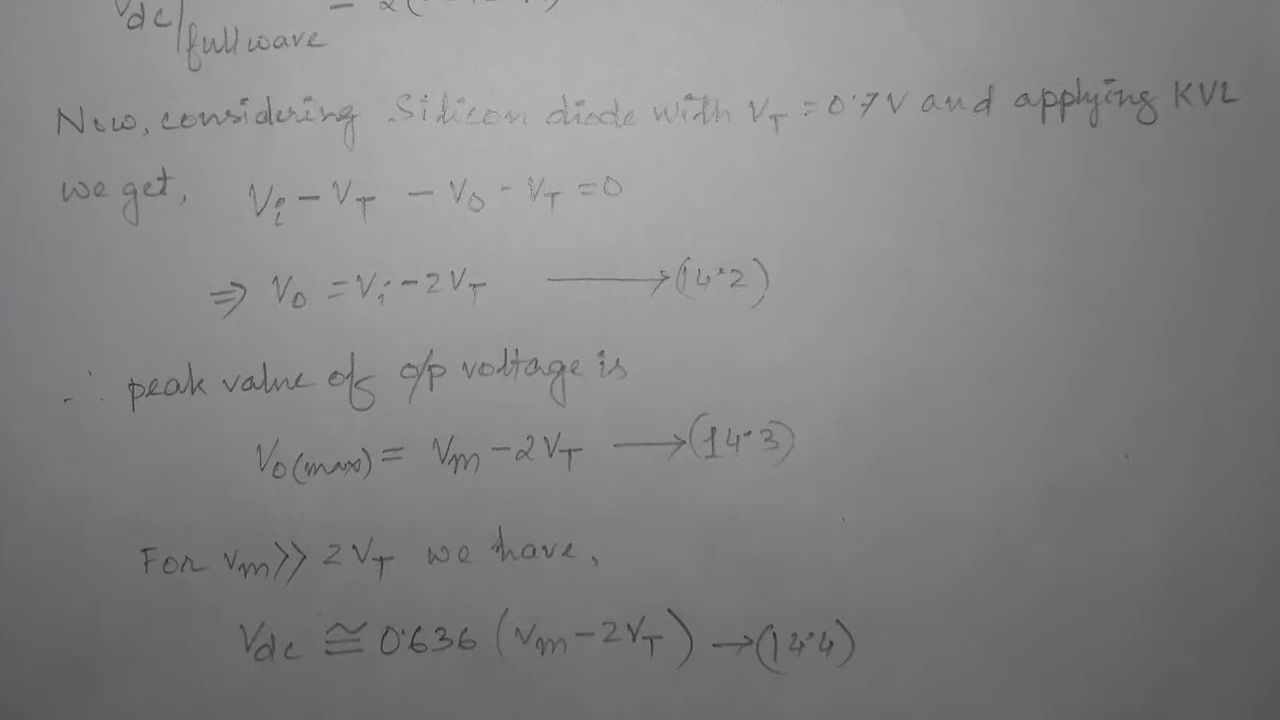 Vdc|fullwave = 2(
Now, considering Silicon diode with VT = 0.7V and applying KVL
we get, Vi - VT - Vo - VT = 0
⇒ Vo = Vi - 2VT ⟶ (14.2)
∴ peak value of o/p voltage is
Vo(max) = Vm - 2VT ⟶ (14.3)
For Vm >> 2VT we have,
Vdc ≅ 0.636 (Vm - 2VT) → (14.4)